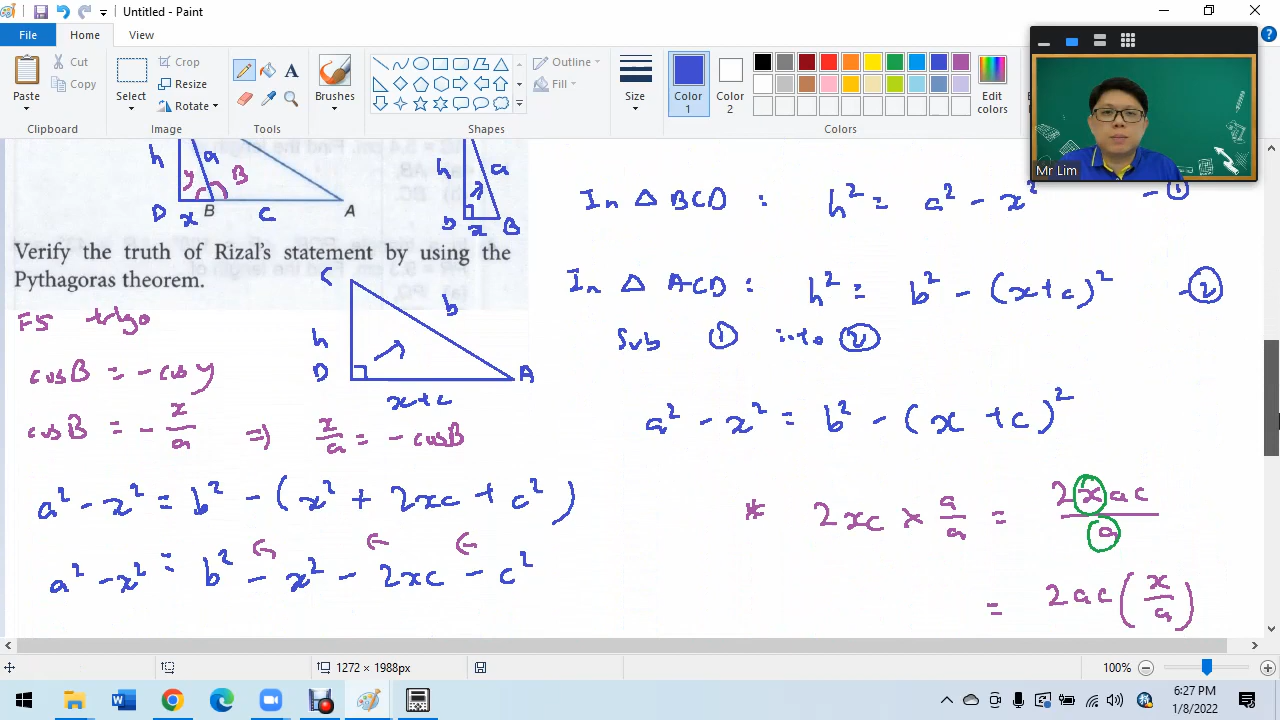 Untitled - Paint
File
Home
View
Paste
Cut
Copy
Clipboard
Select
Crop
Resize
Rotate
Image
A
Tools
Brushes
Shapes
Outline
Fill
Size
Color 1
Color 2
Edit colors
Colors
Mr Lim
h
a
y
B
D
x
B
c
A
h
a
D
x
B
In △ BCD : h² = a² - x² - ①
Verify the truth of Rizal's statement by using the
Pythagoras theorem.
C
b
h
D
A
x+c
In △ ACD : h² = b² - (x+c)² - ②
Sub ① into ②
a² - x² = b² - (x + c)²
F5 trigo
cos B = - cos y
cos B = - x/a ⇒ x/a = - cos B
a² - x² = b² - (x² + 2xc + c²)
a² - x² = b² - x² - 2xc - c²
* 2xc × a/a = 2xac/a
= 2ac(x/a)
1272 × 1988px
100%
6:27 PM
1/8/2022